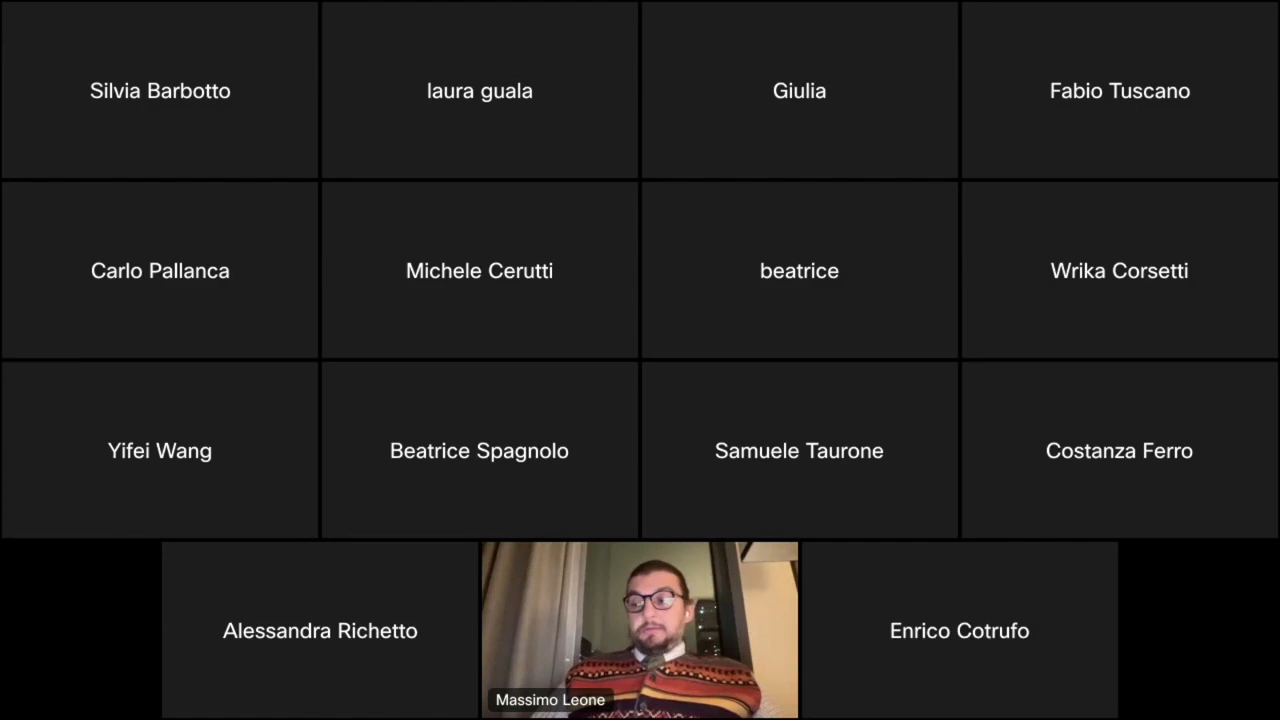 Silvia Barbotto
laura guala
Giulia
Fabio Tuscano
Carlo Pallanca
Michele Cerutti
beatrice
Wrika Corsetti
Yifei Wang
Beatrice Spagnolo
Samuele Taurone
Costanza Ferro
Alessandra Richetto
Massimo Leone
Enrico Cotrufo